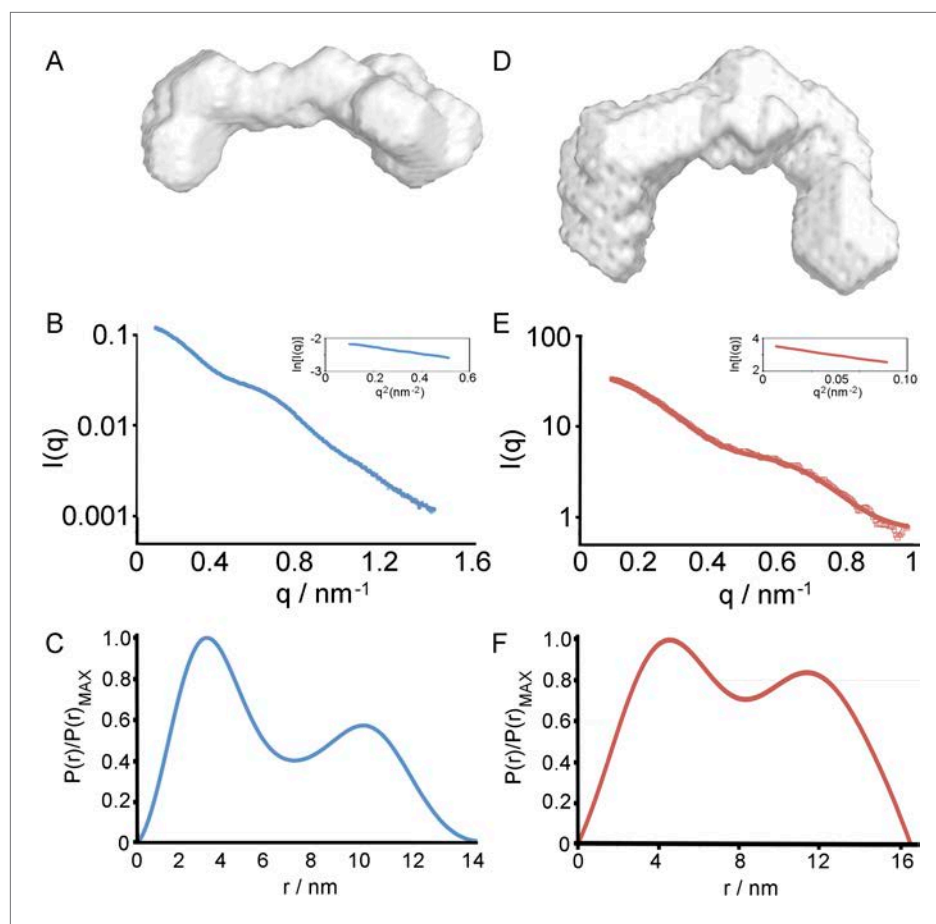 A
D
B
0.1
0.01
0.001
I(q)
0
0.4
0.8
1.2
1.6
q / nm-1
-2
-3
ln[I(q)]
0.2
0.4
0.6
q2(nm-2)
E
100
10
1
I(q)
0
0.2
0.4
0.6
0.8
1
q / nm-1
4
2
ln[I(q)]
0
0.05
0.10
q2(nm-2)
C
1.0
0.8
0.6
0.4
0.2
0
P(r)/P(r)MAX
0
2
4
6
8
10
12
14
r / nm
F
1.0
0.8
0.6
0.4
0.2
0
P(r)/P(r)MAX
0
4
8
12
16
r / nm